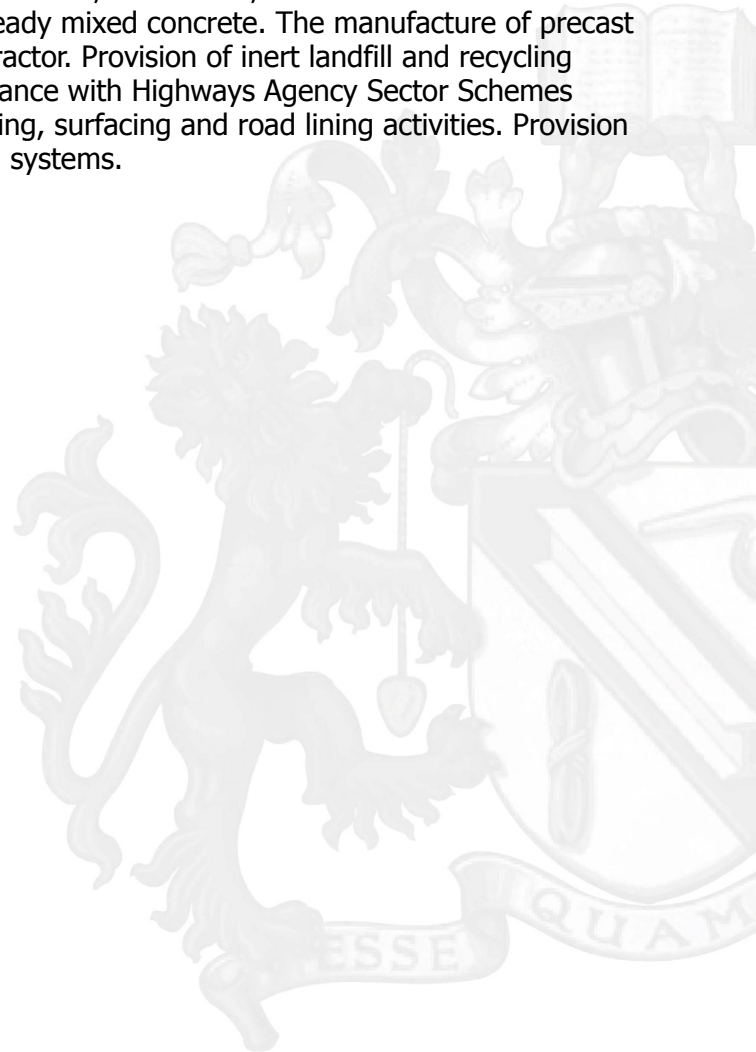 eady mixed concrete. The manufacture of precast
ractor. Provision of inert landfill and recycling
ance with Highways Agency Sector Schemes
ing, surfacing and road lining activities. Provision
systems.
ESSE QUAM